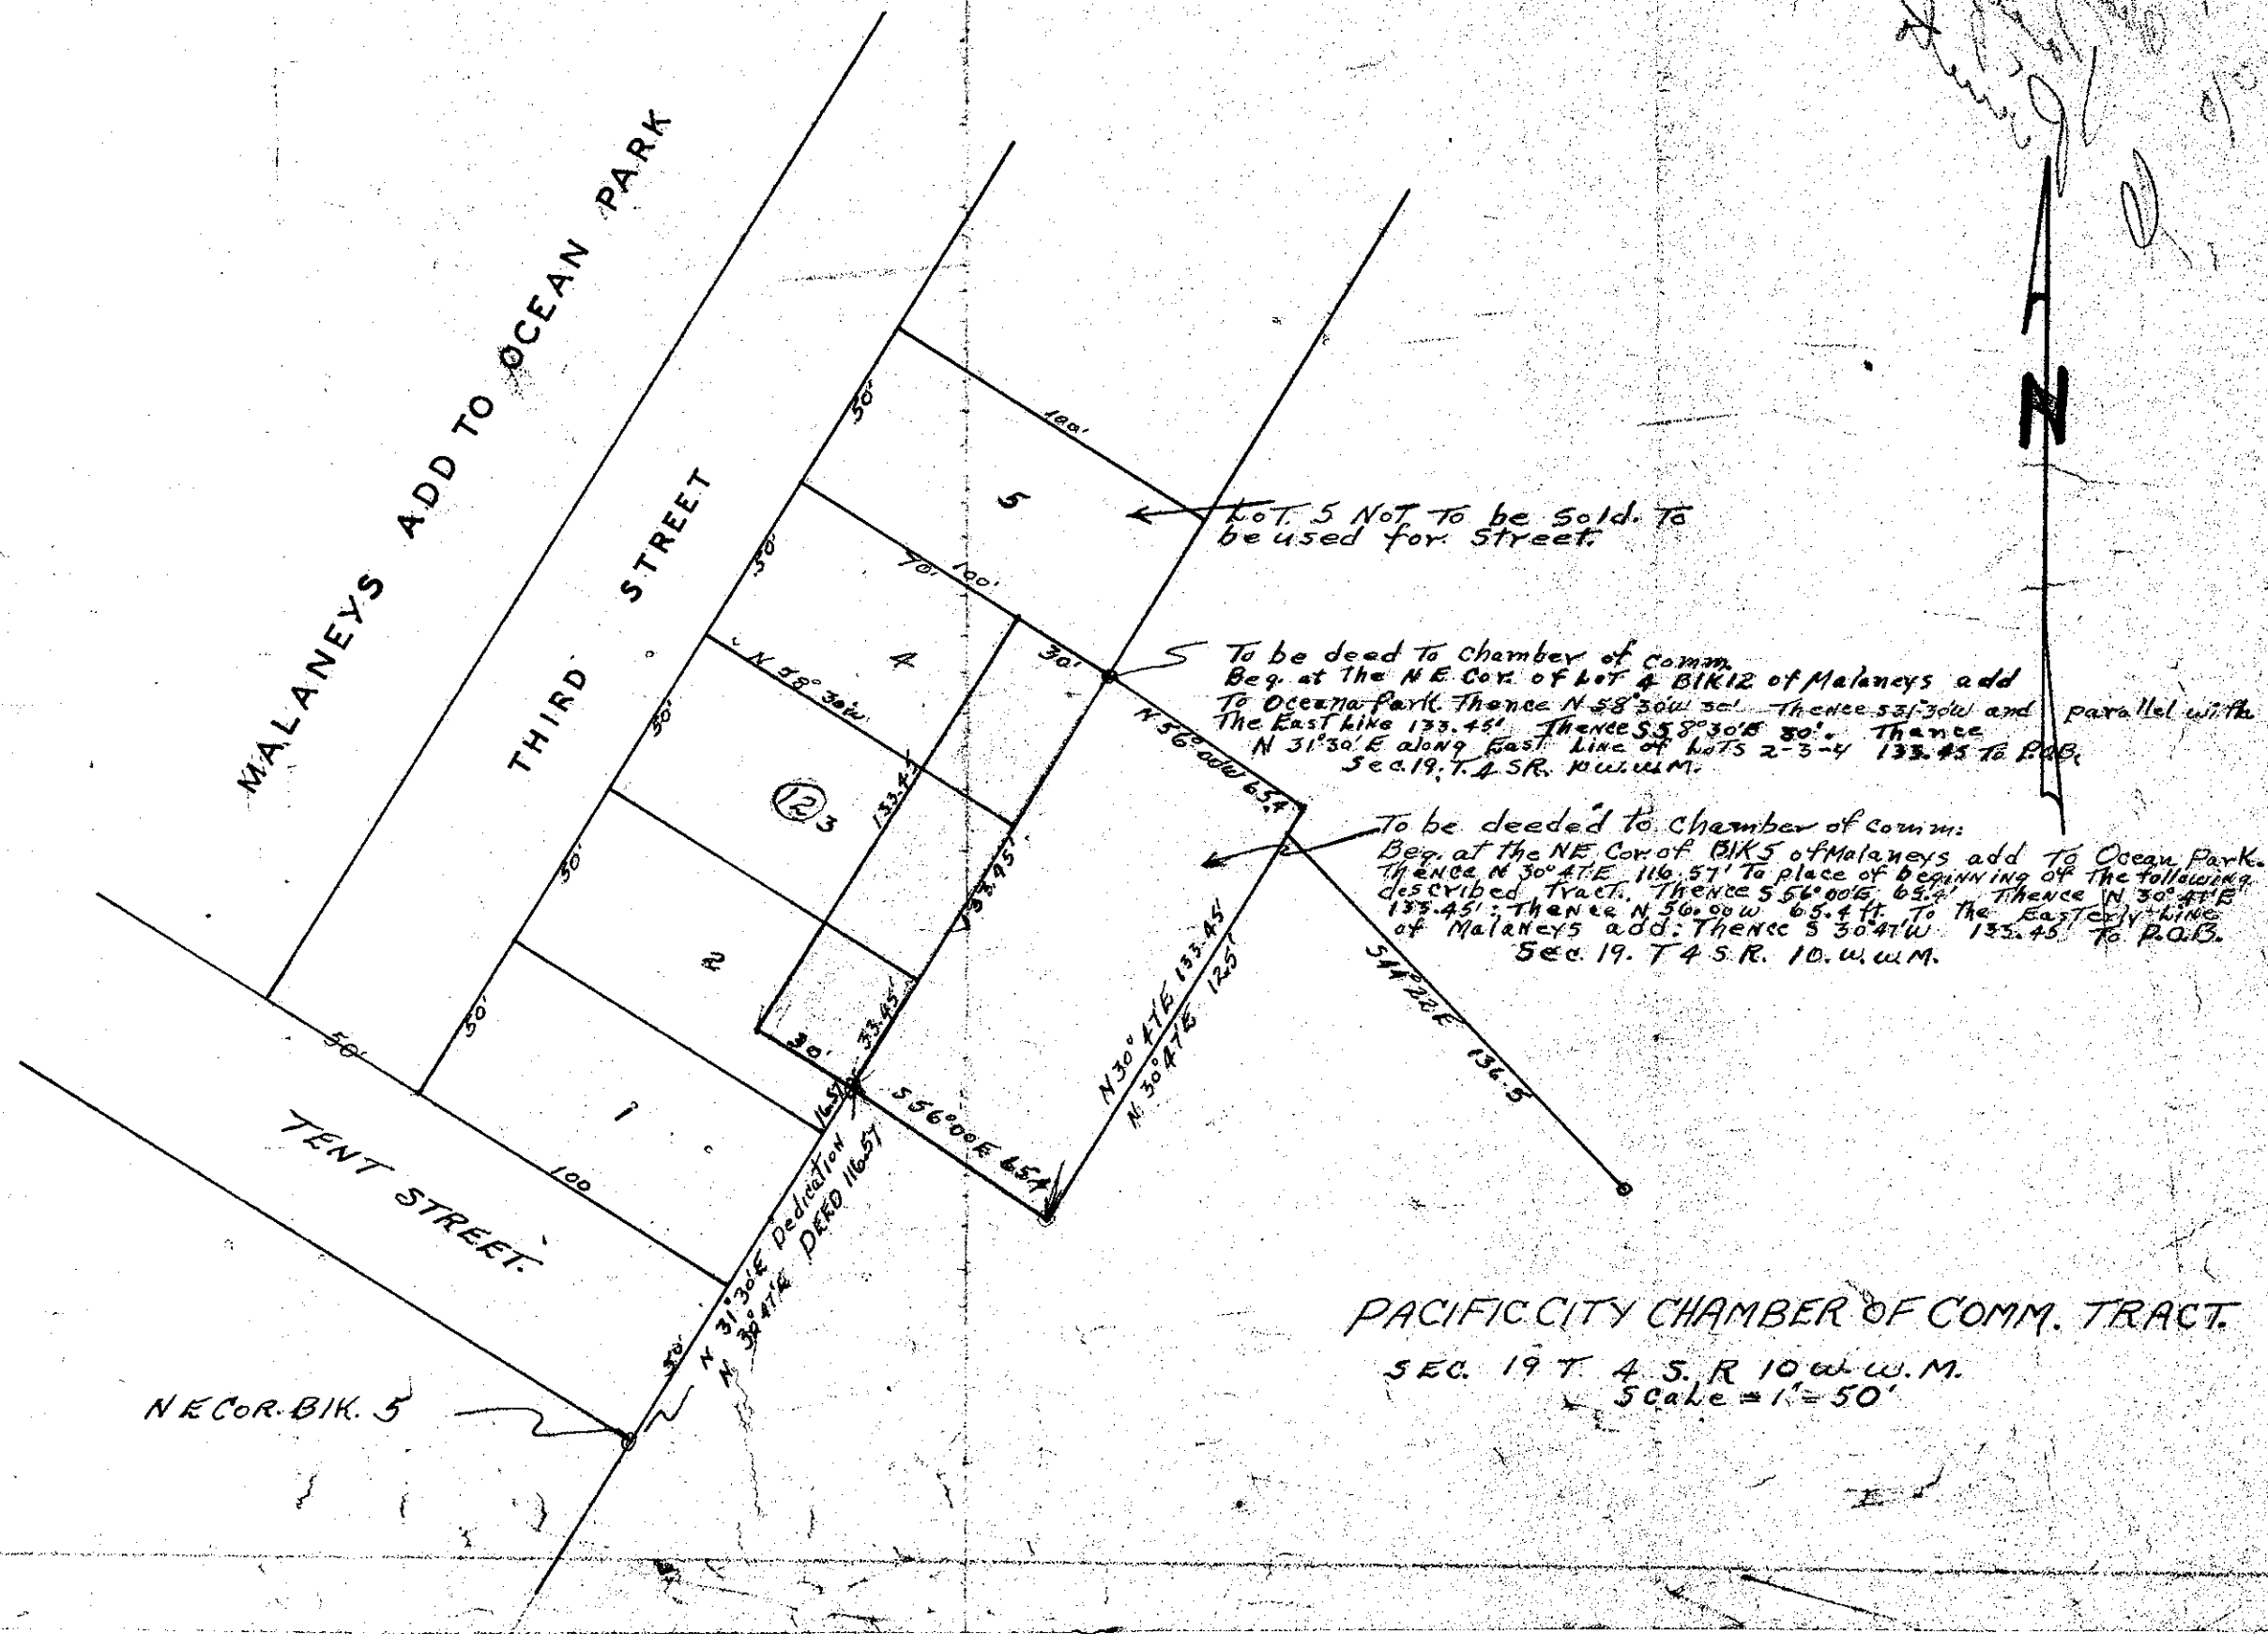 MALANEYS ADD TO OCEAN PARK
THIRD STREET
TENT STREET.
50'
100'
5
50'
70' 100'
4
30'
50'
N 58° 30' W
12
3
133.45
133.45'
50'
2
50'
30'
33.45'
16.57
1
50'
100
50'
N 31° 30' E Dedication
N 30° 47' E DEED 116.57
S 56° 00' E 65.4
N 56° 00' W 65.4
N 30° 47' E 133.45'
N 30° 47' E 125'
S 44° 22' E 136.5
NE COR. BlK. 5
LOT. 5 NOT To be Sold. To
be used for Street.
To be deed To Chamber of comm.
Beg. at The NE Cor. of LoT 4 BlK12 of Malaneys add
To Oceana Park Thence N 58° 30' W 30' Thence S 31° 30' W and parallel with
The East Line 133.45' Thence S 58° 30' E 30'. Thence
N 31° 30' E along East Line of LoTs 2-3-4 133.45 To P.O.B.
Sec. 19. T. 4 S R. 10 W. W. M.
To be deeded To Chamber of comm:
Beg. at the NE Cor. of BlK 5 of Malaneys add To Ocean Park.
Thence N 30° 47' E 116.57' To place of beginning of The following
described Tract. Thence S 56° 00' E 65.4' Thence N 30° 47' E
133.45'; Thence N 56.00 W 65.4 ft. To The Easterly Line
of Malaneys add: Thence S 30° 47' W 133.45' To P.O.B.
Sec. 19. T 4 S R. 10. W. W. M.
N
PACIFIC CITY CHAMBER OF COMM. TRACT.
SEC. 19 T 4 S. R 10 W. W. M.
Scale = 1" = 50'